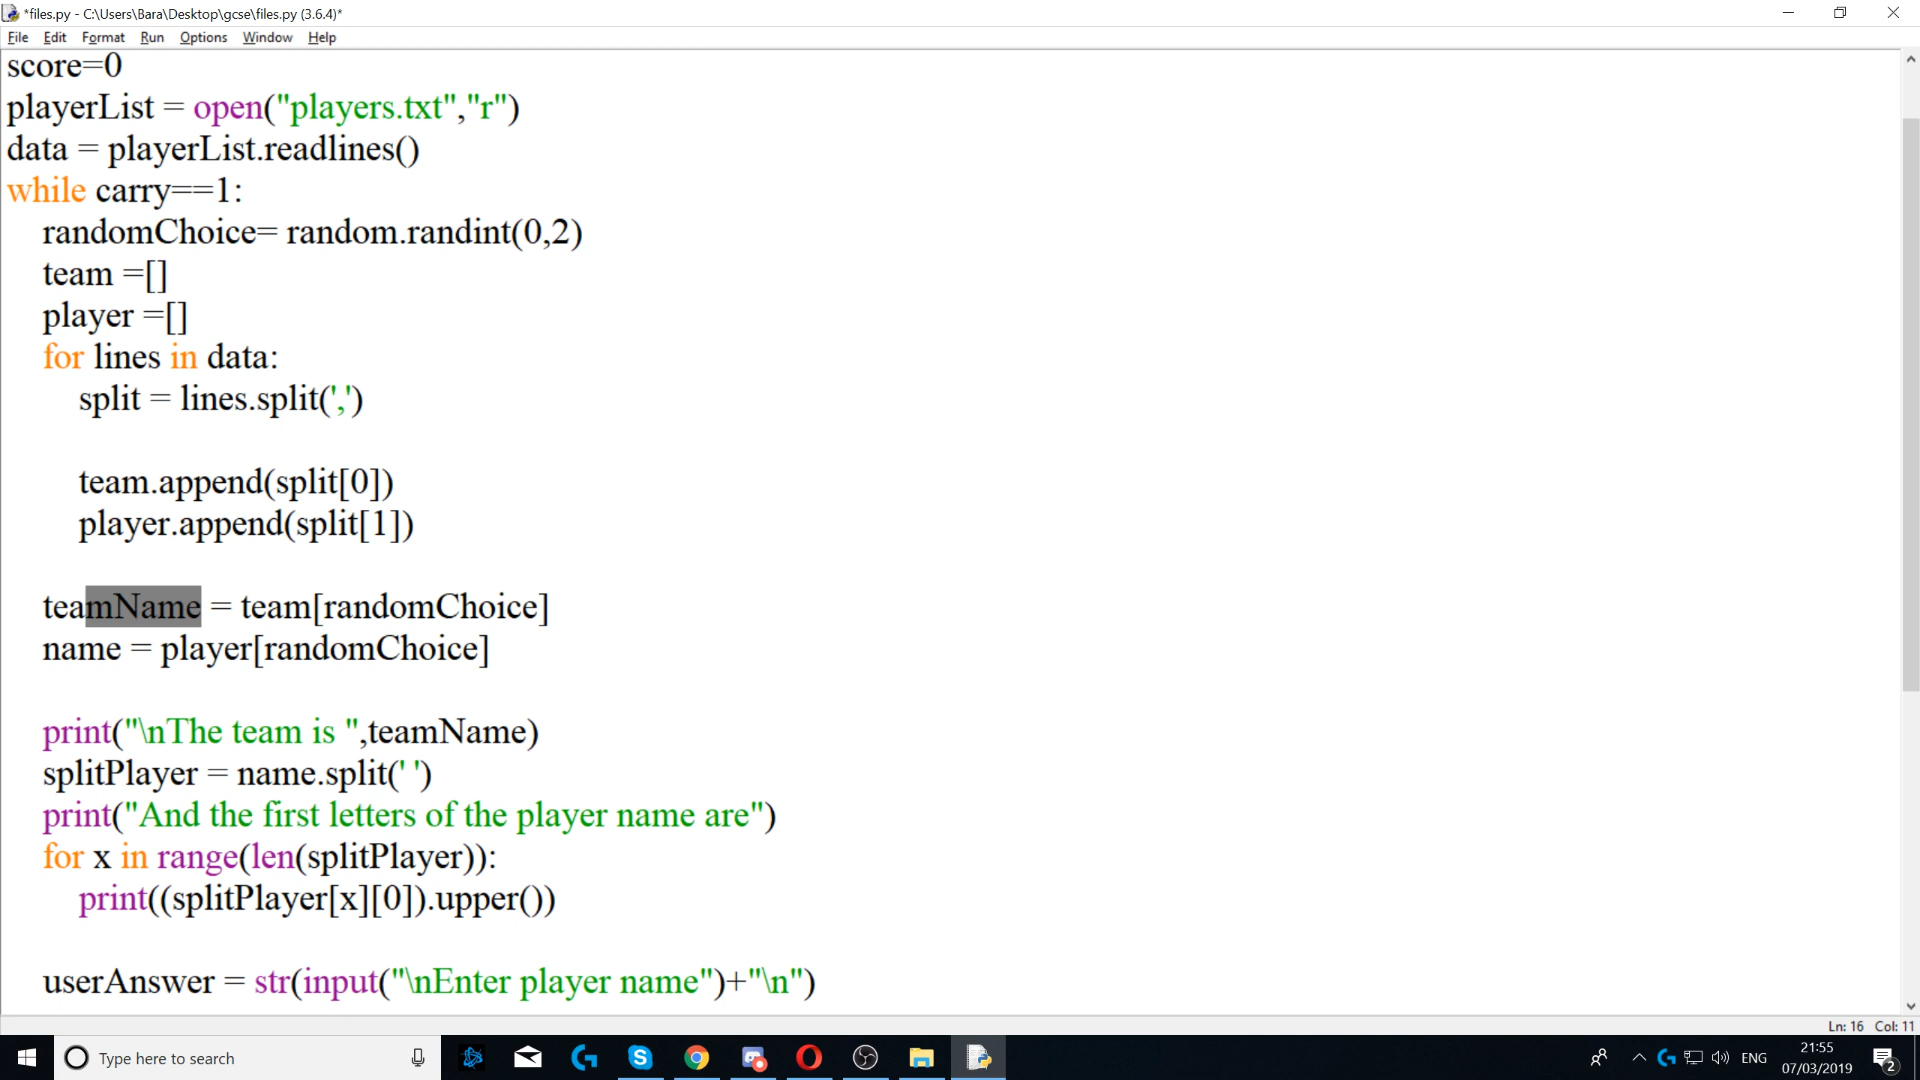 *files.py - C:\Users\Bara\Desktop\gcse\files.py (3.6.4)*
File Edit Format Run Options Window Help
score=0
playerList = open("players.txt","r")
data = playerList.readlines()
while carry==1:
    randomChoice= random.randint(0,2)
    team =[]
    player =[]
    for lines in data:
        split = lines.split(',')
        team.append(split[0])
        player.append(split[1])
    teamName = team[randomChoice]
    name = player[randomChoice]
    print("\nThe team is ",teamName)
    splitPlayer = name.split(' ')
    print("And the first letters of the player name are")
    for x in range(len(splitPlayer)):
        print((splitPlayer[x][0]).upper())
    userAnswer = str(input("\nEnter player name")+"\n")
Ln: 16 Col: 11
Type here to search
ENG
21:55
07/03/2019
2